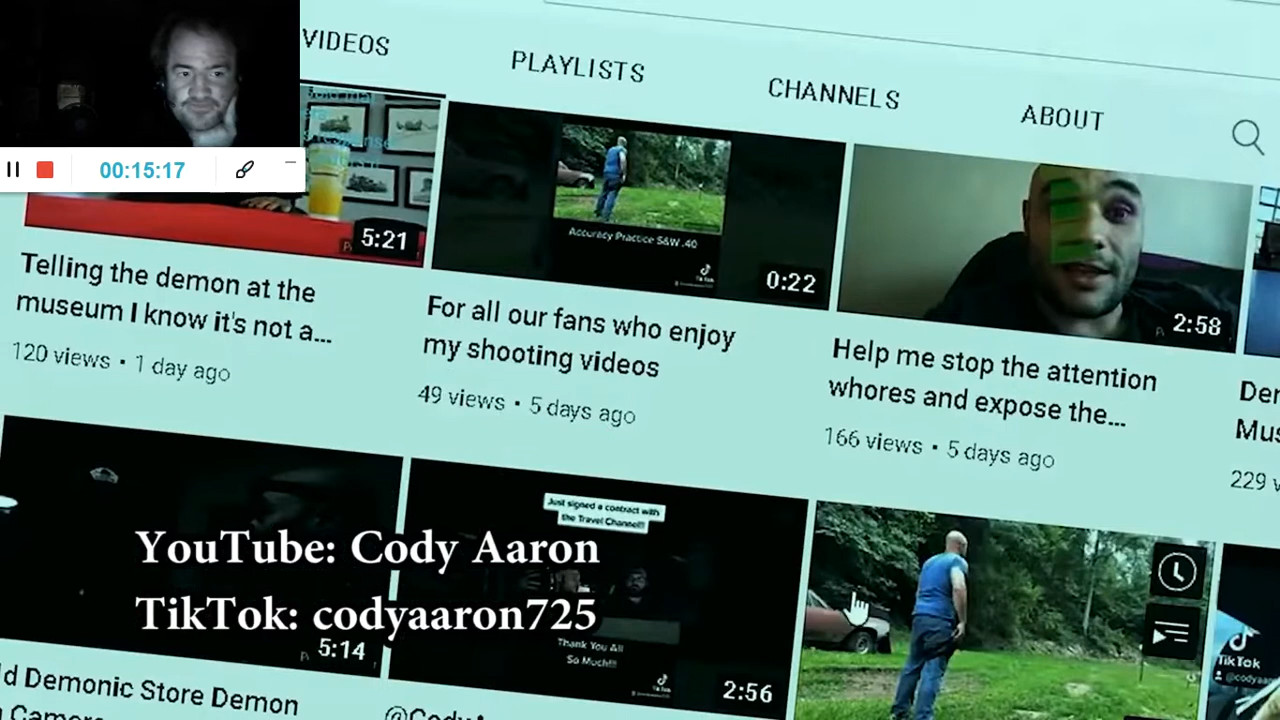 VIDEOS
PLAYLISTS
CHANNELS
ABOUT
00:15:17
5:21
Telling the demon at the
museum I know it's not a...
120 views • 1 day ago
Accuracy Practice S&W .40
TikTok
0:22
For all our fans who enjoy
my shooting videos
49 views • 5 days ago
2:58
Help me stop the attention
whores and expose the...
166 views • 5 days ago
229
Just signed a contract with
the Travel Channel!!
YouTube: Cody Aaron
TikTok: codyaaron725
5:14
Thank You All
So Much!!!
TikTok
2:56
TikTok
Demonic Store Demon